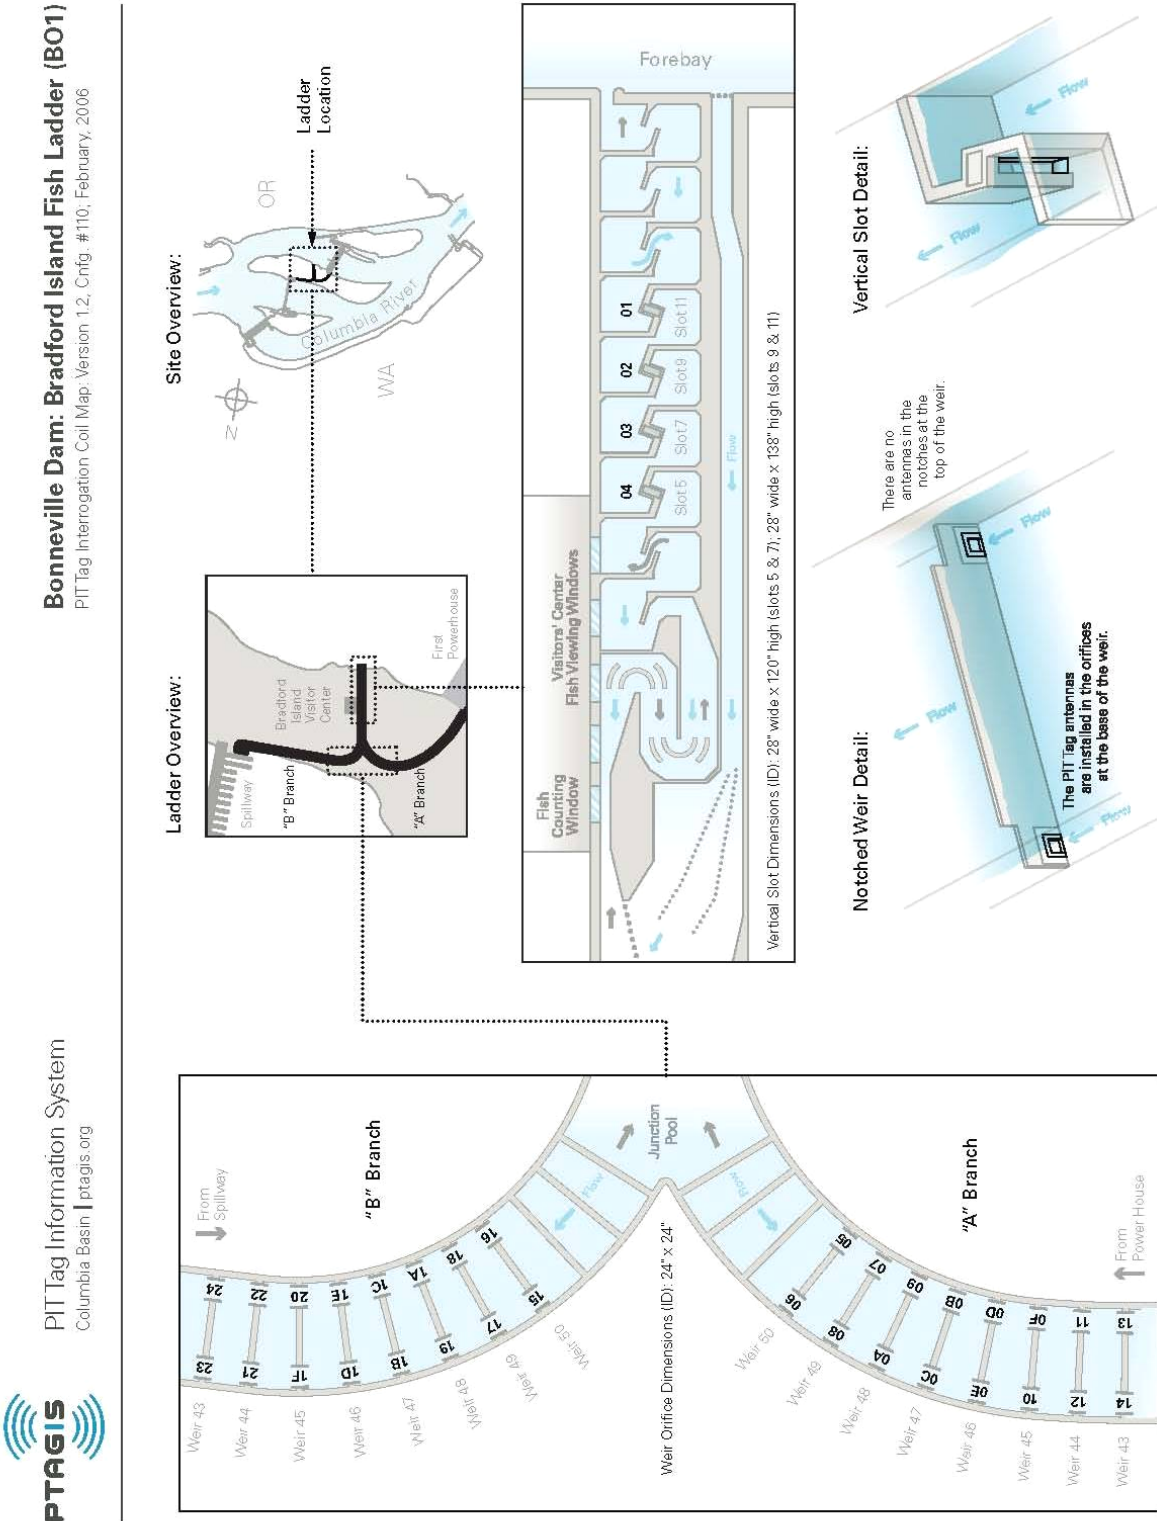 PTAGIS
PIT Tag Information System
Columbia Basin | ptagis.org
Bonneville Dam: Bradford Island Fish Ladder (BO1)
PIT Tag Interrogation Coil Map: Version 1.2, Cnfg. #110; February, 2006
Ladder Overview:
Spillway
"B" Branch
"A" Branch
Bradford
Island
Visitor
Center
First
Powerhouse
Site Overview:
N
OR
WA
Columbia River
Ladder
Location
From
Spillway
"B" Branch
24
22
20
1E
1C
1A
18
16
23
21
1F
1D
1B
19
17
15
Weir 43
Weir 44
Weir 45
Weir 46
Weir 47
Weir 48
Weir 49
Weir 50
Flow
Junction
Pool
Weir Orifice Dimensions (ID): 24" x 24"
Flow
05
07
09
0B
0D
0F
11
13
06
08
0A
0C
0E
10
12
14
Weir 50
Weir 49
Weir 48
Weir 47
Weir 46
Weir 45
Weir 44
Weir 43
"A" Branch
From
Power House
Fish
Counting
Window
Visitors' Center
Fish Viewing Windows
Forebay
04
03
02
01
Slot 5
Slot 7
Slot 9
Slot 11
Flow
Vertical Slot Dimensions (ID): 28" wide x 120" high (slots 5 & 7); 28" wide x 138" high (slots 9 & 11)
Notched Weir Detail:
Flow
Flow
Flow
There are no
antennas in the
notches at the
top of the weir.
The PIT Tag antennas
are installed in the orifices
at the base of the weir.
Vertical Slot Detail:
Flow
Flow